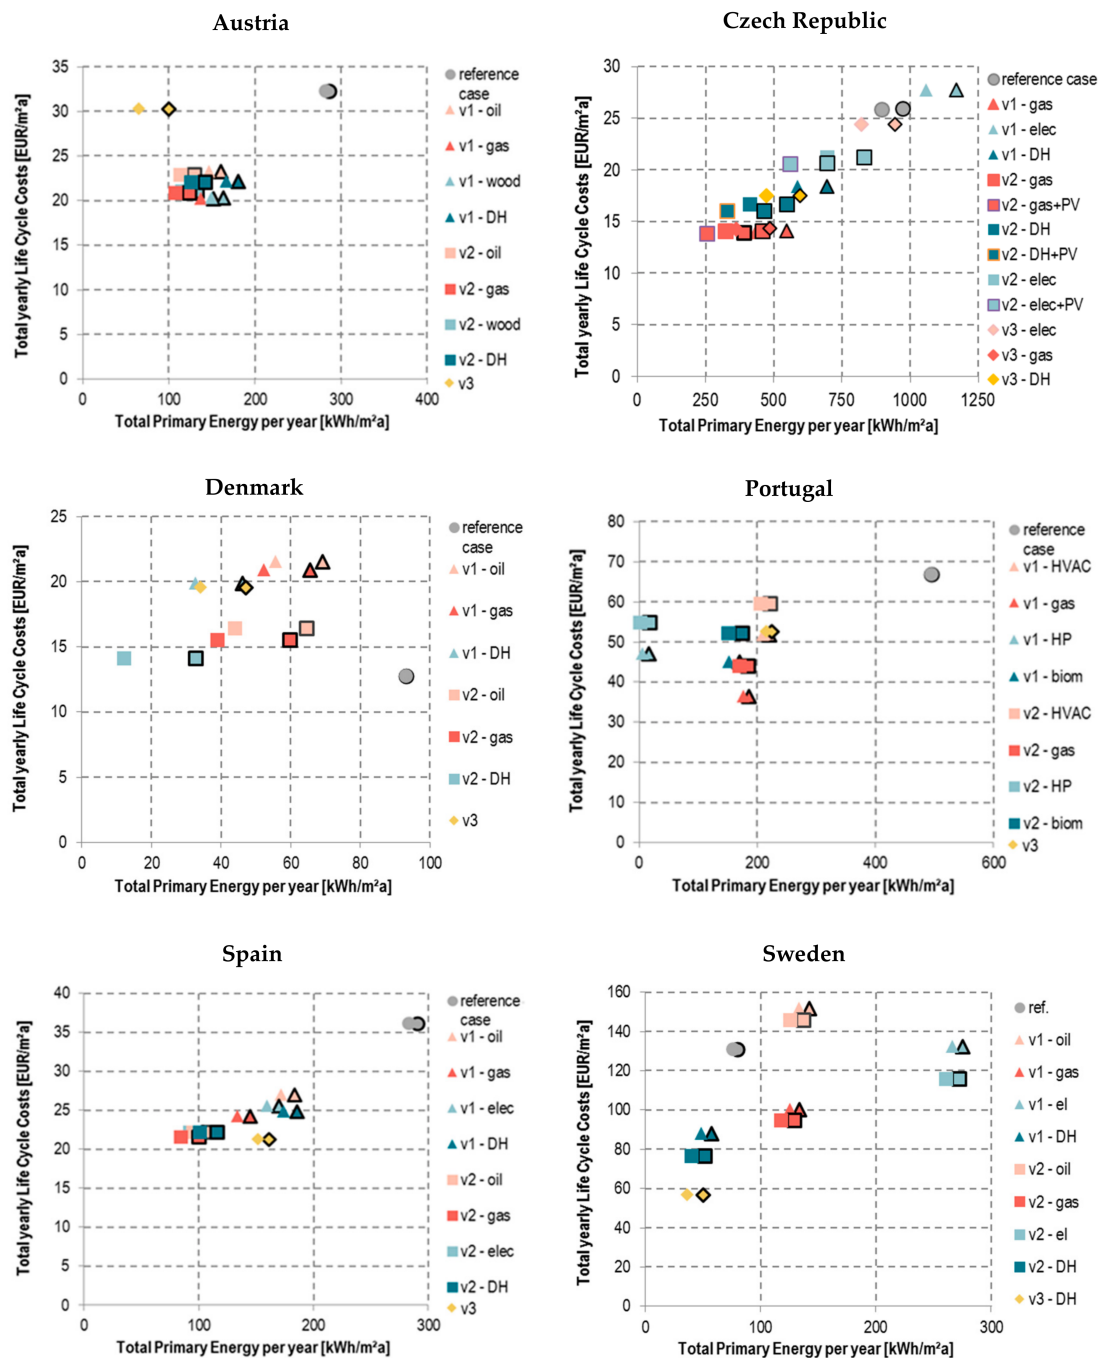 Austria
Total yearly Life Cycle Costs [EUR/m²a]
35
30
25
20
15
10
5
0
0
100
200
300
400
Total Primary Energy per year [kWh/m²a]
reference
case
v1 - oil
v1 - gas
v1 - wood
v1 - DH
v2 - oil
v2 - gas
v2 - wood
v2 - DH
v3
Czech Republic
Total yearly Life Cycle Costs [EUR/m²a]
30
25
20
15
10
5
0
0
250
500
750
1000
1250
Total Primary Energy per year [kWh/m²a]
reference case
v1 - gas
v1 - elec
v1 - DH
v2 - gas
v2 - gas+PV
v2 - DH
v2 - DH+PV
v2 - elec
v2 - elec+PV
v3 - elec
v3 - gas
v3 - DH
Denmark
Total yearly Life Cycle Costs [EUR/m²a]
25
20
15
10
5
0
0
20
40
60
80
100
Total Primary Energy per year [kWh/m²a]
reference
case
v1 - oil
v1 - gas
v1 - DH
v2 - oil
v2 - gas
v2 - DH
v3
Portugal
Total yearly Life Cycle Costs [EUR/m²a]
80
70
60
50
40
30
20
10
0
0
200
400
600
Total Primary Energy per year [kWh/m²a]
reference
case
v1 - HVAC
v1 - gas
v1 - HP
v1 - biom
v2 - HVAC
v2 - gas
v2 - HP
v2 - biom
v3
Spain
Total yearly Life Cycle Costs [EUR/m²a]
40
35
30
25
20
15
10
5
0
0
100
200
300
Total Primary Energy per year [kWh/m²a]
reference
case
v1 - oil
v1 - gas
v1 - elec
v1 - DH
v2 - oil
v2 - gas
v2 - elec
v2 - DH
v3
Sweden
Total yearly Life Cycle Costs [EUR/m²a]
160
140
120
100
80
60
40
20
0
0
100
200
300
Total Primary Energy per year [kWh/m²a]
ref.
v1 - oil
v1 - gas
v1 - el
v1 - DH
v2 - oil
v2 - gas
v2 - el
v2 - DH
v3 - DH